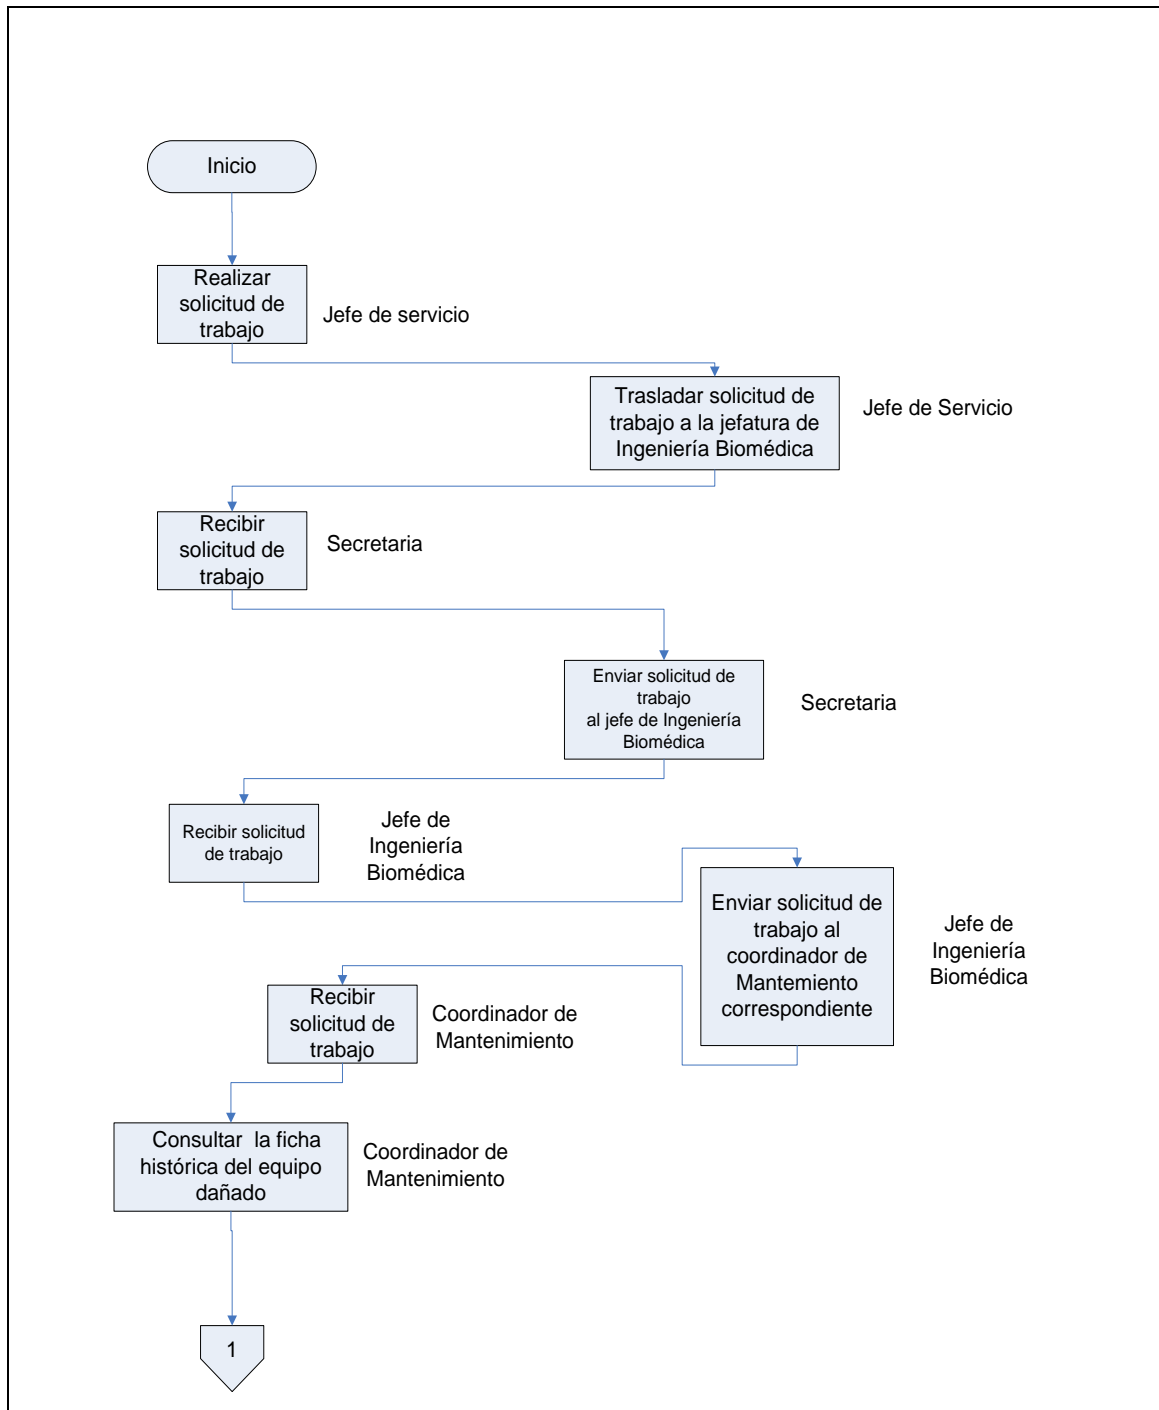 Inicio
Realizar
solicitud de
trabajo
Jefe de servicio
Trasladar solicitud de
trabajo a la jefatura de
Ingeniería Biomédica
Jefe de Servicio
Recibir
solicitud de
trabajo
Secretaria
Enviar solicitud de
trabajo
al jefe de Ingeniería
Biomédica
Secretaria
Recibir solicitud
de trabajo
Jefe de
Ingeniería
Biomédica
Enviar solicitud de
trabajo al
coordinador de
Mantemiento
correspondiente
Jefe de
Ingeniería
Biomédica
Recibir
solicitud de
trabajo
Coordinador de
Mantenimiento
Consultar la ficha
histórica del equipo
dañado
Coordinador de
Mantenimiento
1